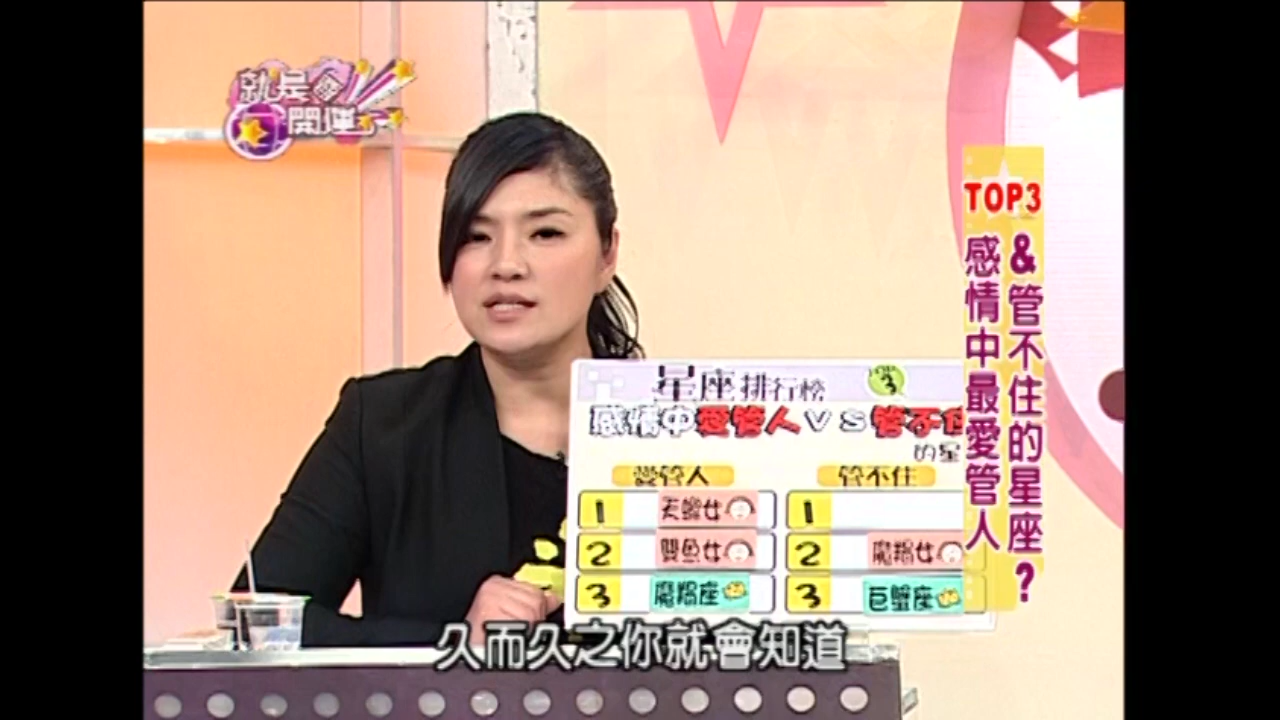 就是愛
開運
TOP3
感情中最愛管人
&管不住的星座?
星座排行榜
TOP 3
感情中愛管人VS管不住
的星
愛管人
管不住
1 天蠍女
2 雙魚女
3 魔羯座
1
2 魔羯女
3 巨蟹座
久而久之你就會知道